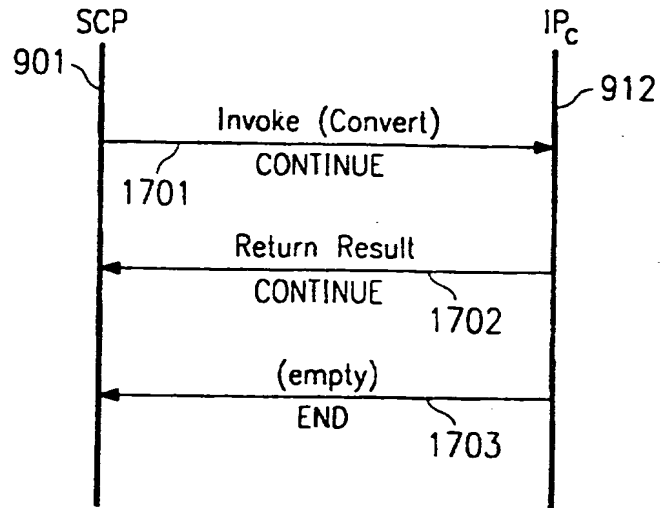 SCP
IPc
901
912
Invoke (Convert)
CONTINUE
1701
Return Result
CONTINUE
1702
(empty)
END
1703